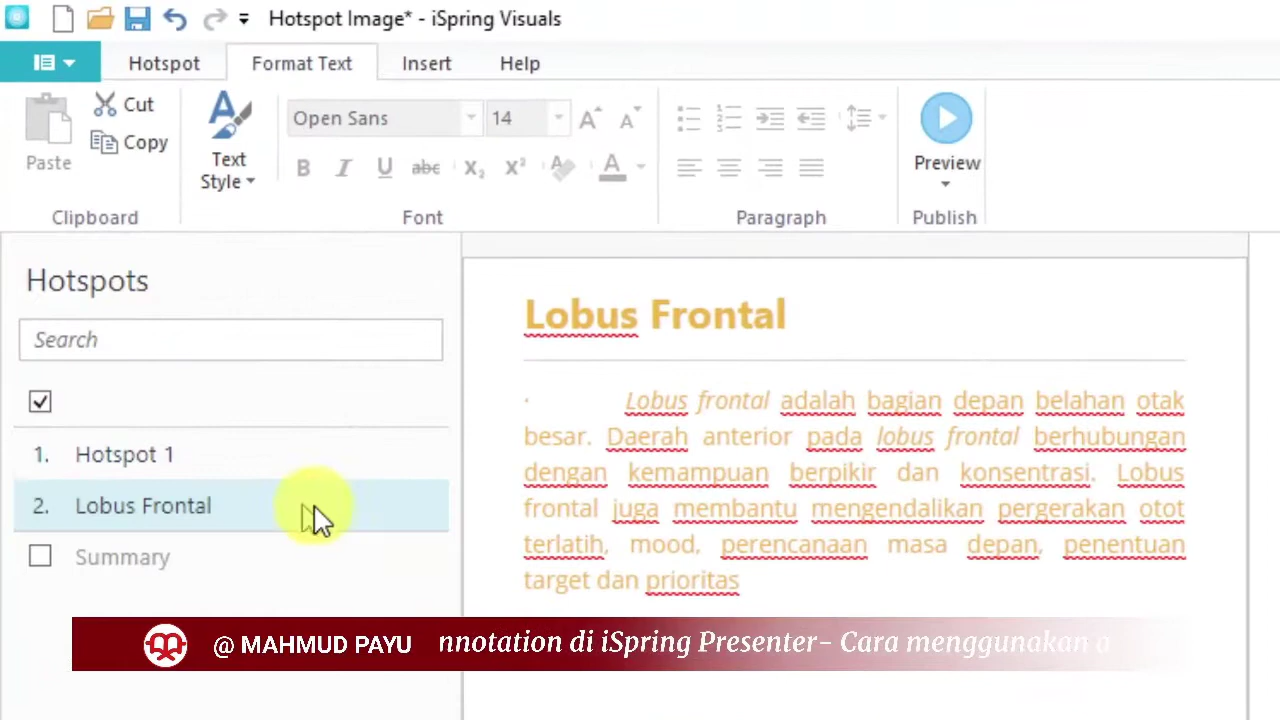 Hotspot Image* - iSpring Visuals
Hotspot Format Text Insert Help
Paste
Cut
Copy
Clipboard
Text
Style
Open Sans 14
B I U abc X₂ X² A
Font
Paragraph
Preview
Publish
Hotspots
Search
1. Hotspot 1
2. Lobus Frontal
Summary
Lobus Frontal
· Lobus frontal adalah bagian depan belahan otak
besar. Daerah anterior pada lobus frontal berhubungan
dengan kemampuan berpikir dan konsentrasi. Lobus
frontal juga membantu mengendalikan pergerakan otot
terlatih, mood, perencanaan masa depan, penentuan
target dan prioritas
@ MAHMUD PAYU nnotation di iSpring Presenter- Cara menggunakan a